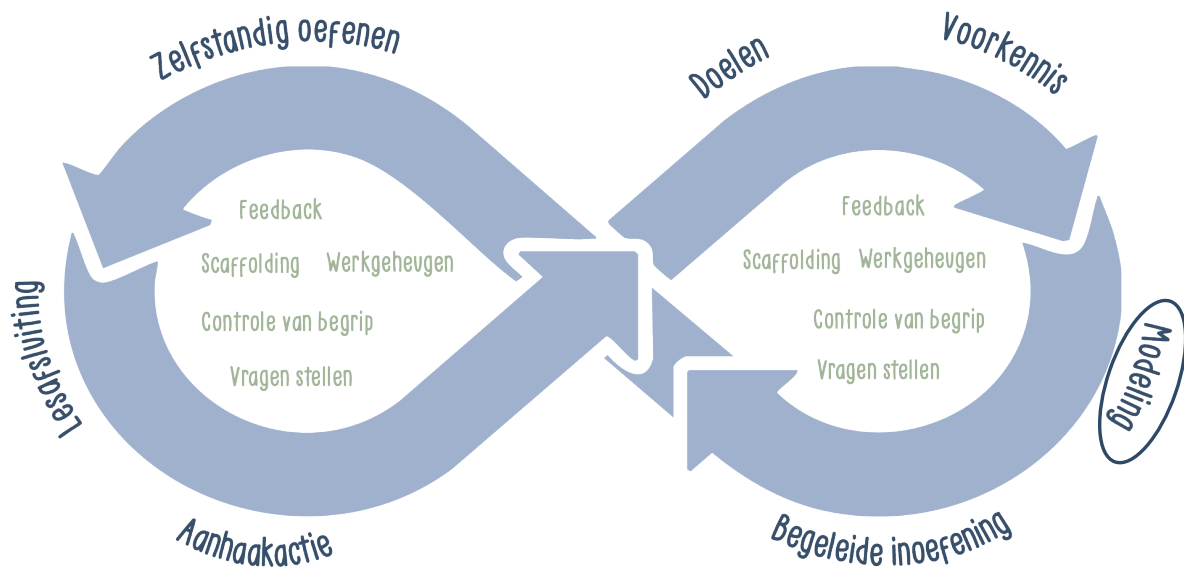 Zelfstandig oefenen
Doelen
Voorkennis
Feedback
Scaffolding Werkgeheugen
Controle van begrip
Vragen stellen
Feedback
Scaffolding Werkgeheugen
Controle van begrip
Vragen stellen
Lesafsluiting
Modeling
Aanhaakactie
Begeleide inoefening